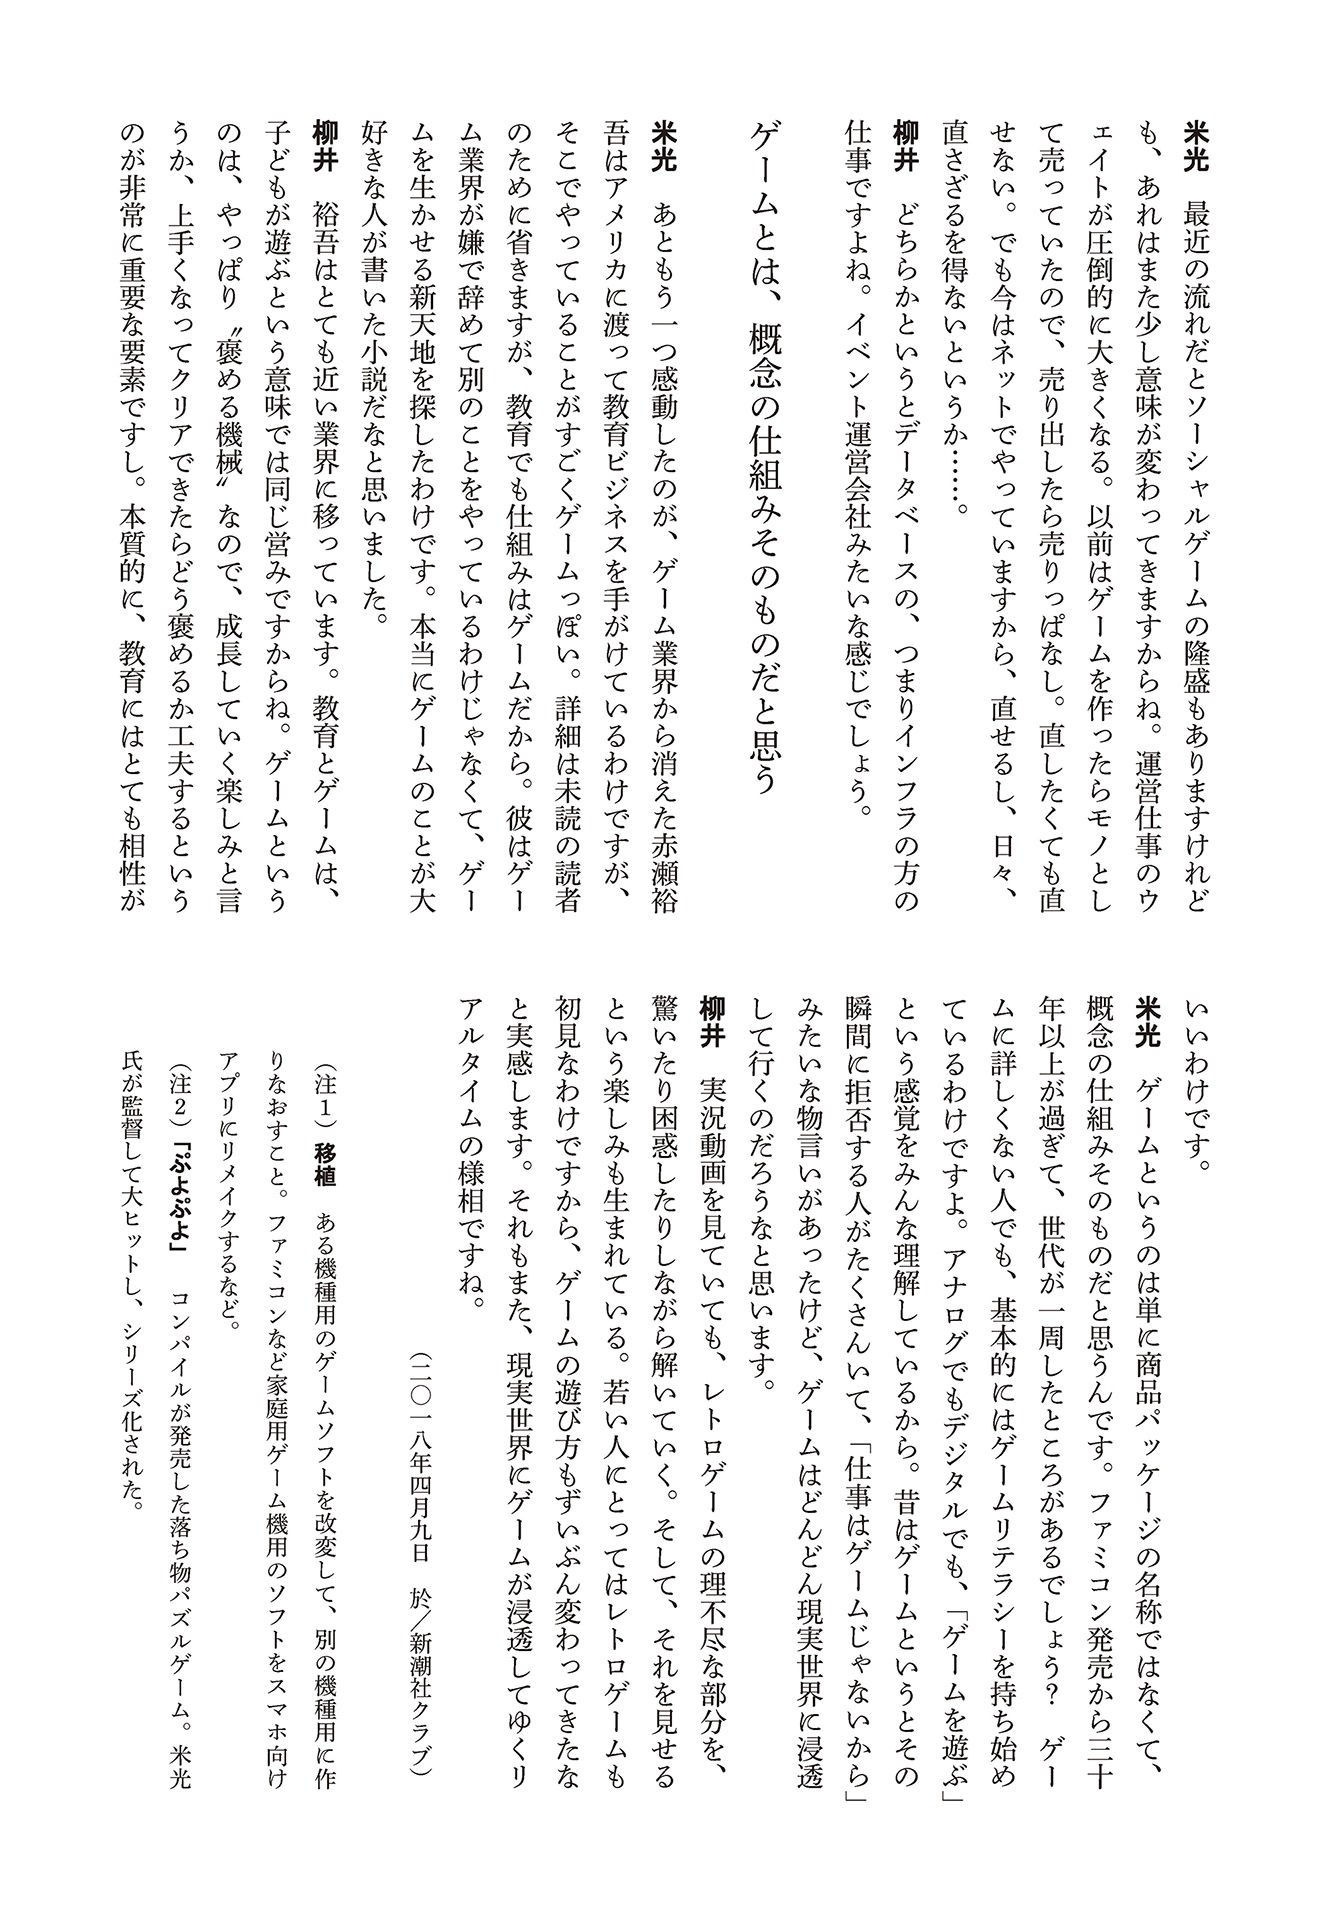 米光　最近の流れだとソーシャルゲームの隆盛もありますけれど
も、あれはまた少し意味が変わってきますからね。運営仕事のウ
ェイトが圧倒的に大きくなる。以前はゲームを作ったらモノとし
て売っていたので、売り出したら売りっぱなし。直したくても直
せない。でも今はネットでやっていますから、直せるし、日々、
直さざるを得ないというか……。
柳井　どちらかというとデータベースの、つまりインフラの方の
仕事ですよね。イベント運営会社みたいな感じでしょう。
ゲームとは、概念の仕組みそのものだと思う
米光　あともう一つ感動したのが、ゲーム業界から消えた赤瀬裕
吾はアメリカに渡って教育ビジネスを手がけているわけですが、
そこでやっていることがすごくゲームっぽい。詳細は未読の読者
のために省きますが、教育でも仕組みはゲームだから。彼はゲー
ム業界が嫌で辞めて別のことをやっているわけじゃなくて、ゲー
ムを生かせる新天地を探したわけです。本当にゲームのことが大
好きな人が書いた小説だなと思いました。
柳井　裕吾はとても近い業界に移っています。教育とゲームは、
子どもが遊ぶという意味では同じ営みですからね。ゲームという
のは、やっぱり〝褒める機械〟なので、成長していく楽しみと言
うか、上手くなってクリアできたらどう褒めるか工夫するという
のが非常に重要な要素ですし。本質的に、教育にはとても相性が
いいわけです。
米光　ゲームというのは単に商品パッケージの名称ではなくて、
概念の仕組みそのものだと思うんです。ファミコン発売から三十
年以上が過ぎて、世代が一周したところがあるでしょう？　ゲー
ムに詳しくない人でも、基本的にはゲームリテラシーを持ち始め
ているわけですよ。アナログでもデジタルでも、「ゲームを遊ぶ」
という感覚をみんな理解しているから。昔はゲームというとその
瞬間に拒否する人がたくさんいて、「仕事はゲームじゃないから」
みたいな物言いがあったけど、ゲームはどんどん現実世界に浸透
して行くのだろうなと思います。
柳井　実況動画を見ていても、レトロゲームの理不尽な部分を、
驚いたり困惑したりしながら解いていく。そして、それを見せる
という楽しみも生まれている。若い人にとってはレトロゲームも
初見なわけですから、ゲームの遊び方もずいぶん変わってきたな
と実感します。それもまた、現実世界にゲームが浸透してゆくリ
アルタイムの様相ですね。
（二〇一八年四月九日　於／新潮社クラブ）
（注１）移植　ある機種用のゲームソフトを改変して、別の機種用に作
りなおすこと。ファミコンなど家庭用ゲーム機用のソフトをスマホ向け
アプリにリメイクするなど。
（注２）『ぷよぷよ』　コンパイルが発売した落ち物パズルゲーム。米光
氏が監督して大ヒットし、シリーズ化された。